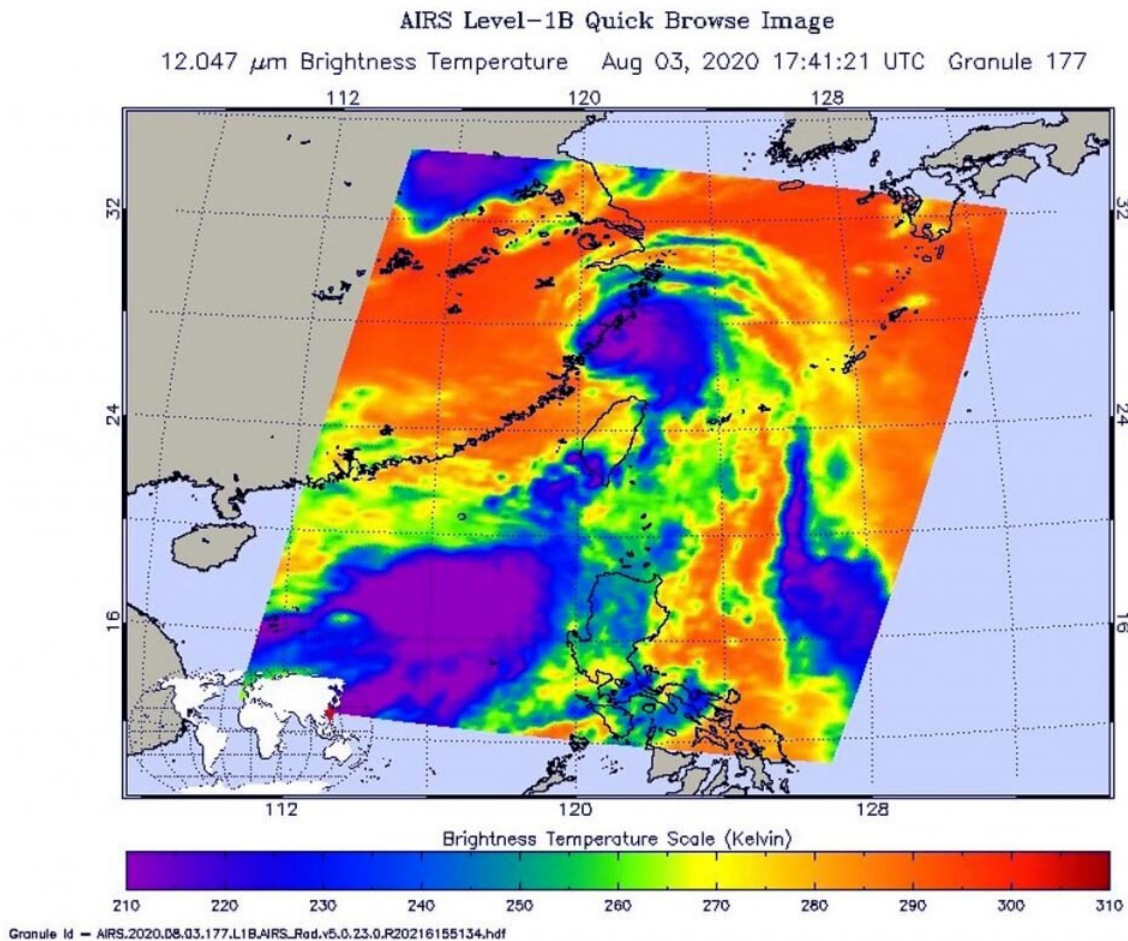 AIRS Level-1B Quick Browse Image
12.047 μm Brightness Temperature Aug 03, 2020 17:41:21 UTC Granule 177
112 120 128
32 32
24 24
16 16
112 120 128
Brightness Temperature Scale (Kelvin)
210 220 230 240 250 260 270 280 290 300 310
Granule Id - AIRS.2020.08.03.177.L1B.AIRS_Rad.v5.0.23.0.R20216155134.hdf